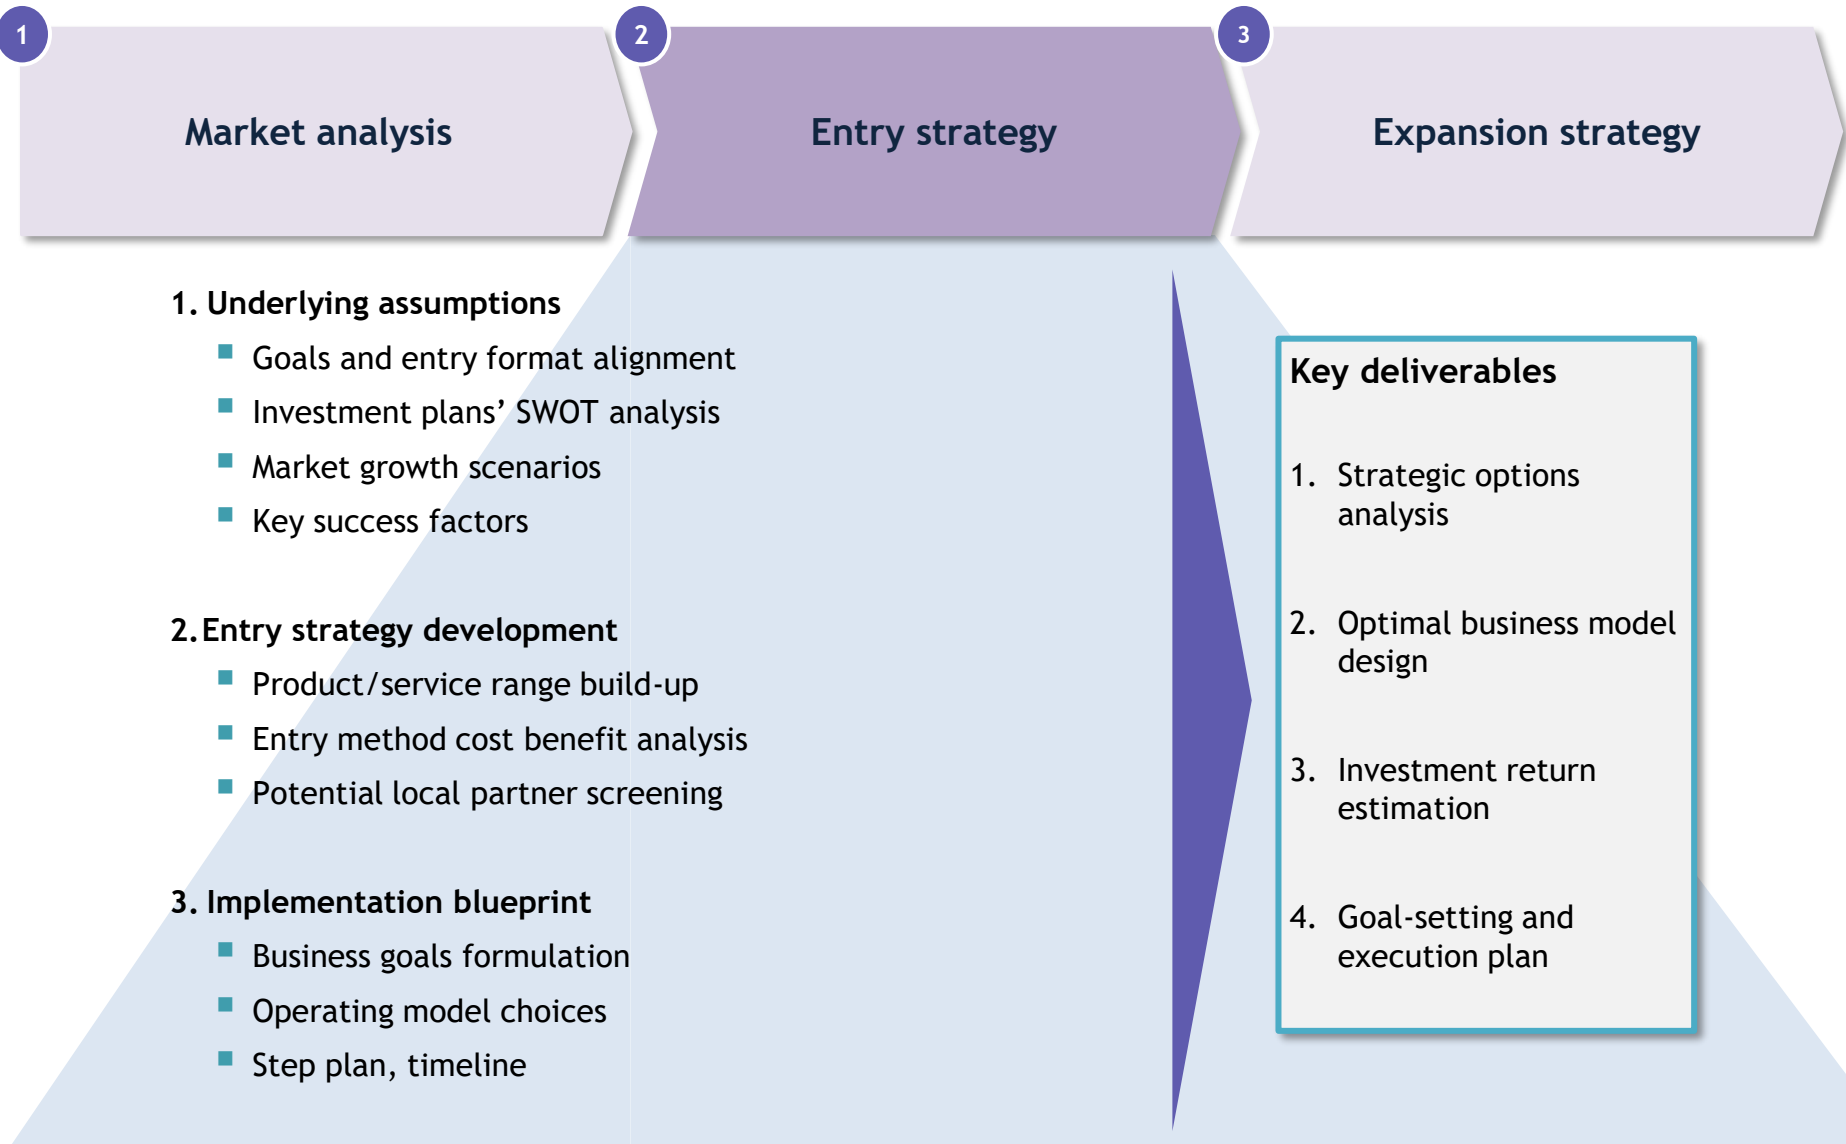 1
2
3
Market analysis
Entry strategy
Expansion strategy
1. Underlying assumptions
Goals and entry format alignment
Investment plans’ SWOT analysis
Market growth scenarios
Key success factors
2. Entry strategy development
Product/service range build-up
Entry method cost benefit analysis
Potential local partner screening
3. Implementation blueprint
Business goals formulation
Operating model choices
Step plan, timeline
Key deliverables
1. Strategic options
analysis
2. Optimal business model
design
3. Investment return
estimation
4. Goal-setting and
execution plan